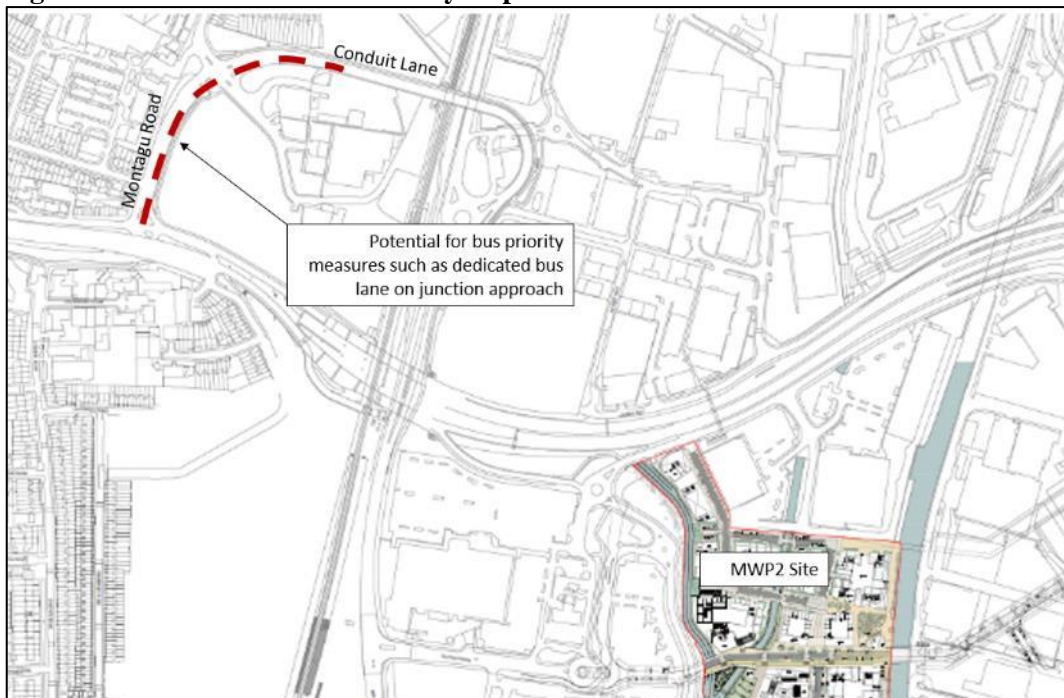 Conduit Lane
Montagu Road
Potential for bus priority
measures such as dedicated bus
lane on junction approach
MWP2 Site